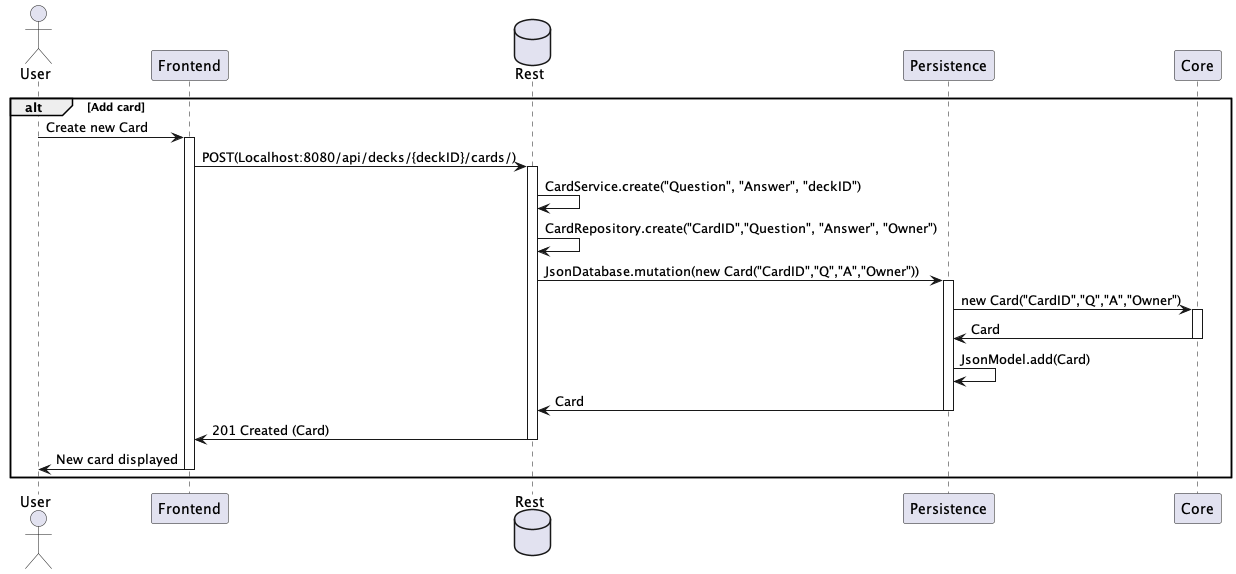 User
Frontend
Rest
Persistence
Core
alt
[Add card]
Create new Card
POST(Localhost:8080/api/decks/{deckID}/cards/)
CardService.create("Question", "Answer", "deckID")
CardRepository.create("CardID","Question", "Answer", "Owner")
JsonDatabase.mutation(new Card("CardID","Q","A","Owner"))
new Card("CardID","Q","A","Owner")
Card
JsonModel.add(Card)
Card
201 Created (Card)
New card displayed
User
Frontend
Rest
Persistence
Core